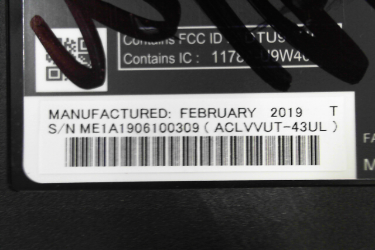 Contains FCC ID
Contains IC :
MANUFACTURED: FEBRUARY 2019 T
S/N ME1A1906100309 ( ACLVVUT-43UL )